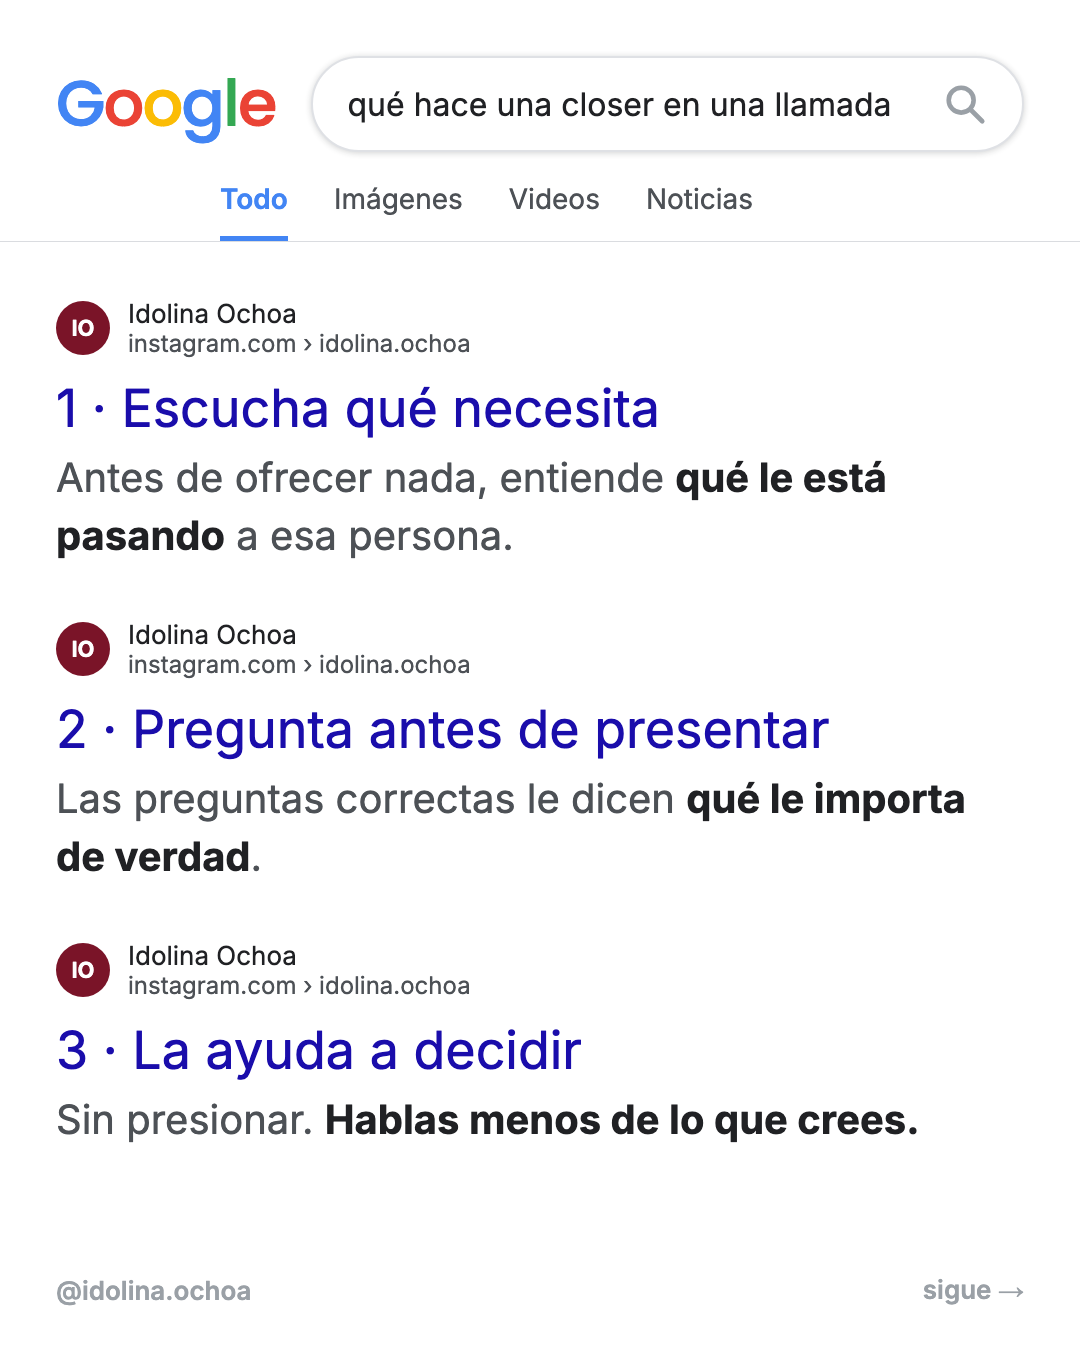 Google
qué hace una closer en una llamada
Todo Imágenes Videos Noticias
IO
Idolina Ochoa
instagram.com › idolina.ochoa
1 · Escucha qué necesita
Antes de ofrecer nada, entiende qué le está
pasando a esa persona.
IO
Idolina Ochoa
instagram.com › idolina.ochoa
2 · Pregunta antes de presentar
Las preguntas correctas le dicen qué le importa
de verdad.
IO
Idolina Ochoa
instagram.com › idolina.ochoa
3 · La ayuda a decidir
Sin presionar. Hablas menos de lo que crees.
@idolina.ochoa
sigue →